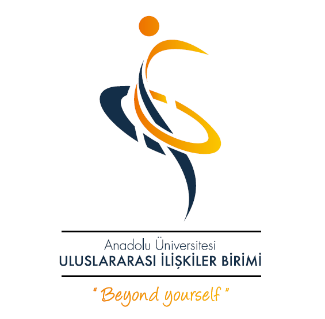 Anadolu Üniversitesi
ULUSLARARASI İLİŞKİLER BİRİMİ
"Beyond yourself"